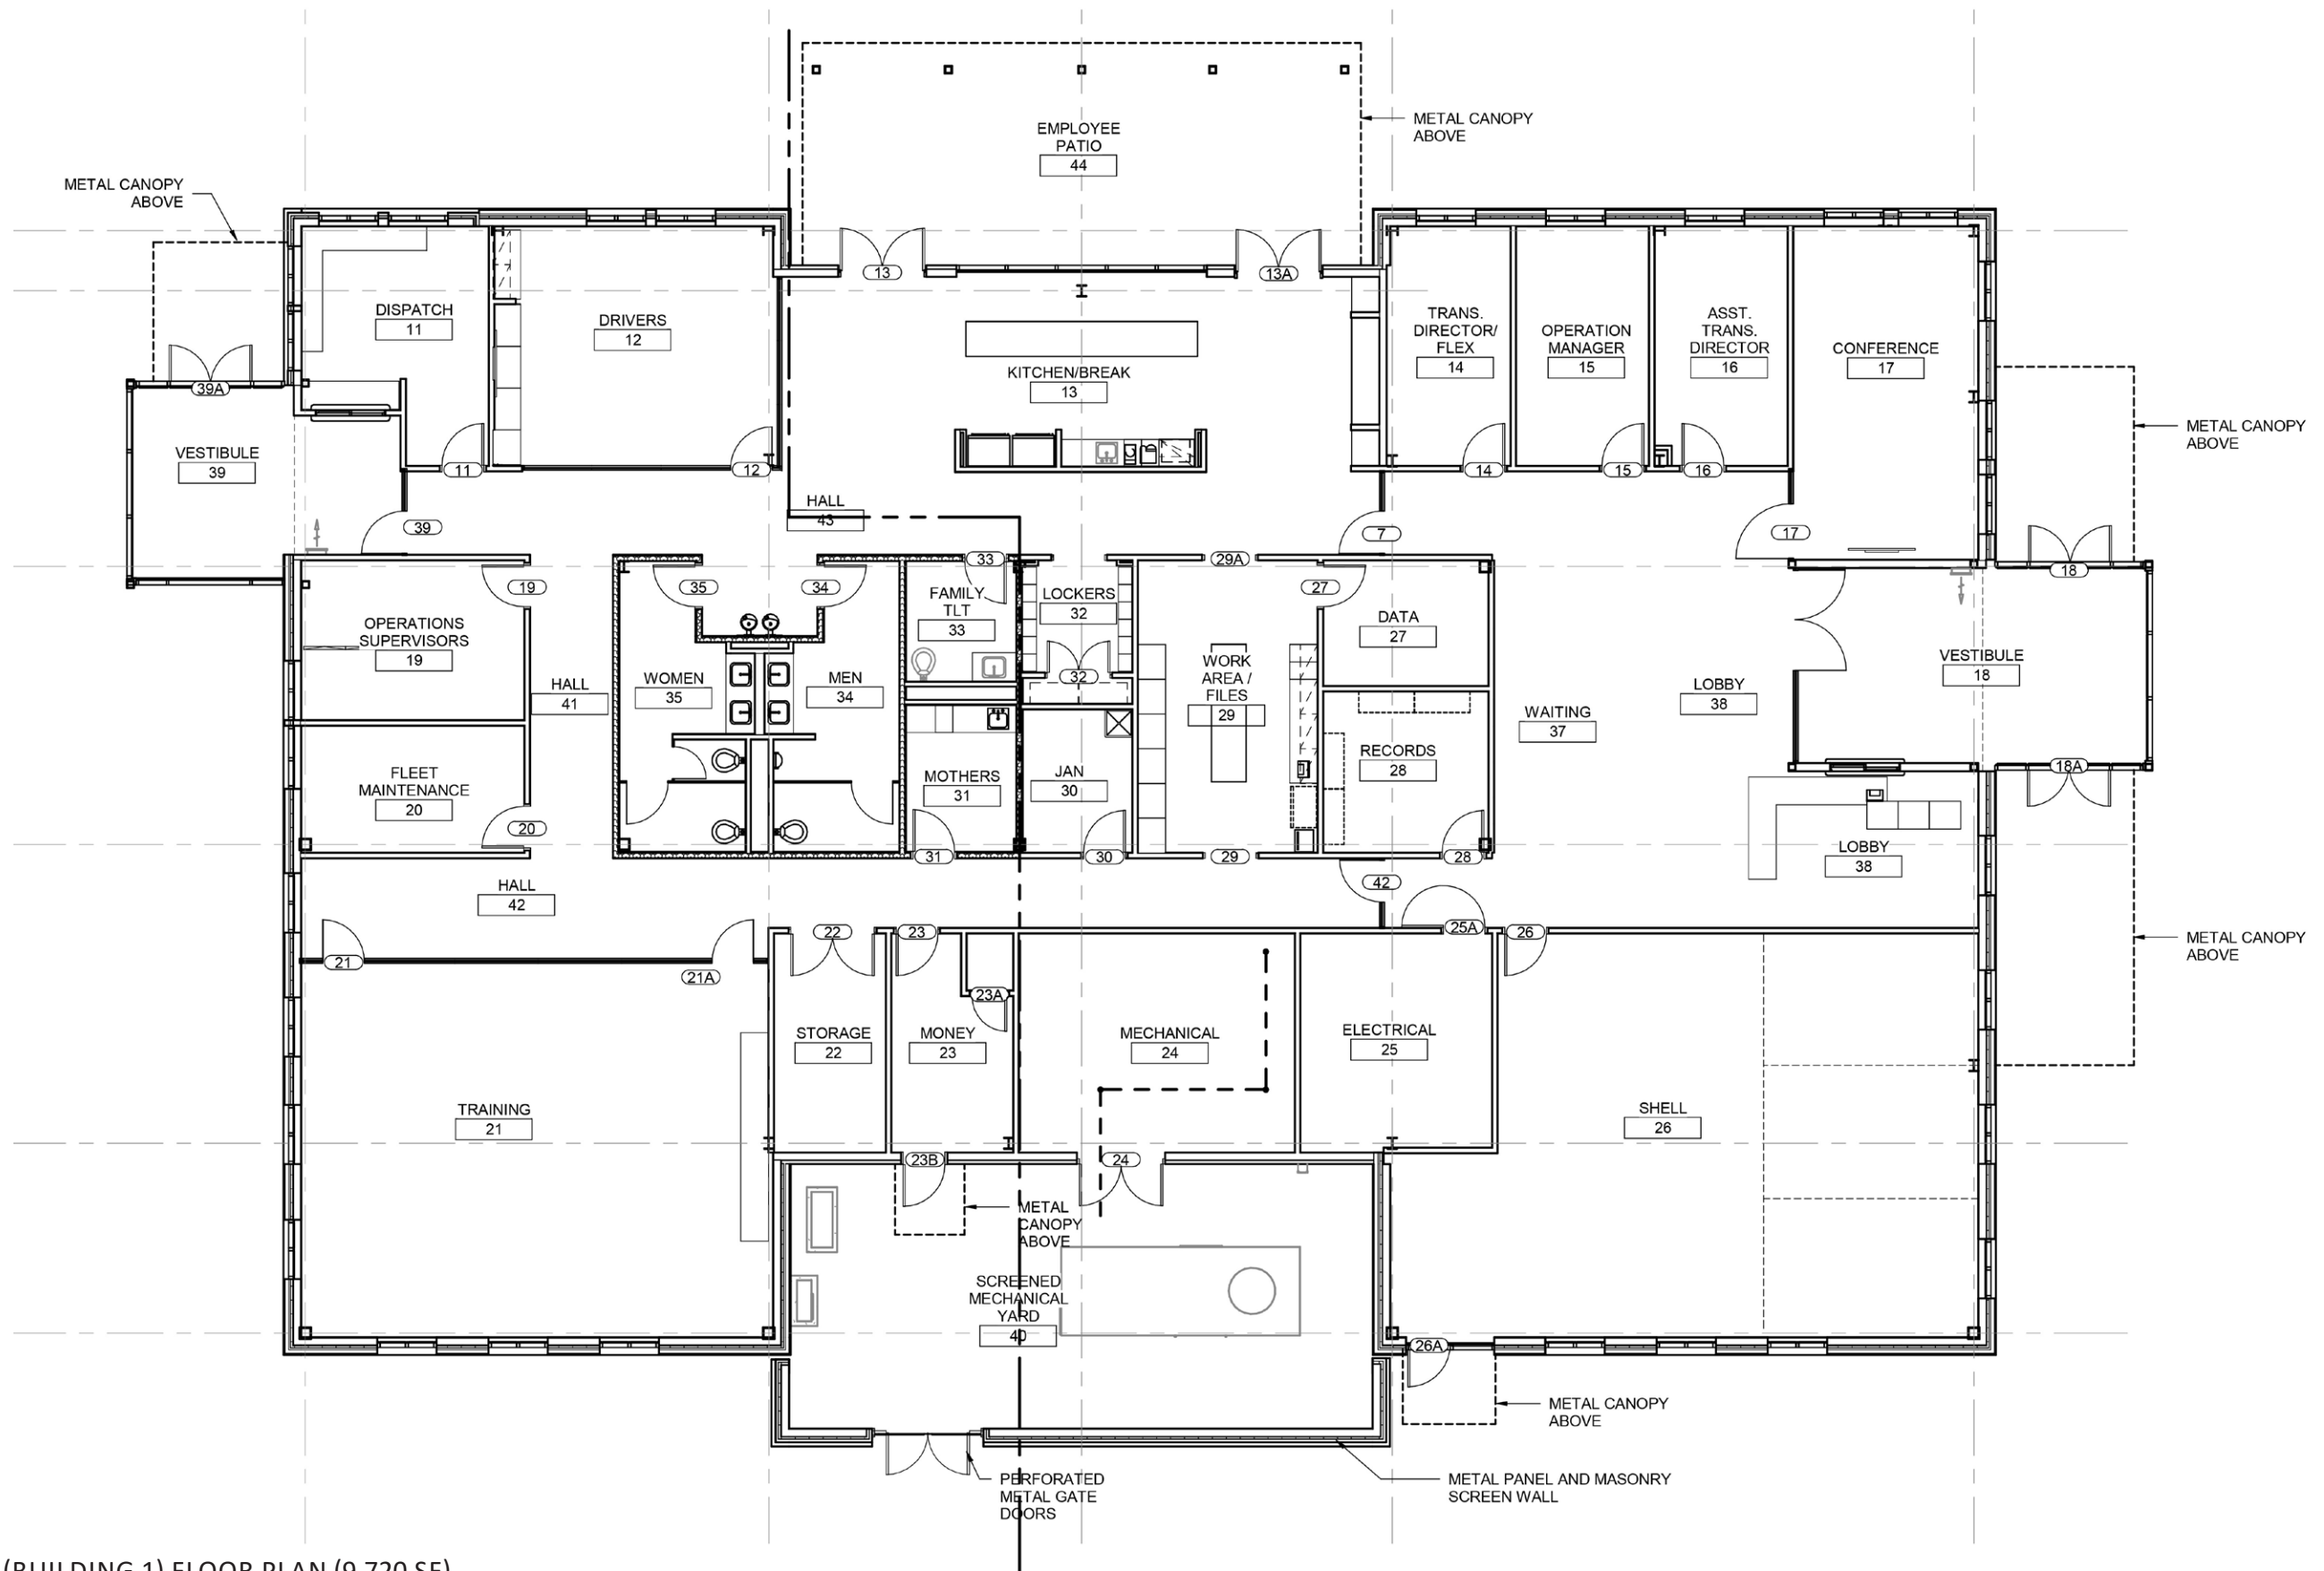 METAL CANOPY
ABOVE
EMPLOYEE
PATIO
44
METAL CANOPY
ABOVE
13
13A
DISPATCH
11
DRIVERS
12
KITCHEN/BREAK
13
TRANS.
DIRECTOR/
FLEX
14
OPERATION
MANAGER
15
ASST.
TRANS.
DIRECTOR
16
CONFERENCE
17
METAL CANOPY
ABOVE
39A
VESTIBULE
39
11
12
14
15
16
HALL
43
39
7
17
33
29A
18
19
35
34
27
OPERATIONS
SUPERVISORS
19
HALL
41
WOMEN
35
MEN
34
FAMILY
TLT
33
LOCKERS
32
32
WORK
AREA /
FILES
29
DATA
27
WAITING
37
LOBBY
38
VESTIBULE
18
FLEET
MAINTENANCE
20
20
MOTHERS
31
JAN
30
RECORDS
28
18A
LOBBY
38
31
30
29
28
HALL
42
42
21
21A
22
23
25A
26
METAL CANOPY
ABOVE
23A
STORAGE
22
MONEY
23
MECHANICAL
24
ELECTRICAL
25
TRAINING
21
SHELL
26
23B
24
METAL
CANOPY
ABOVE
SCREENED
MECHANICAL
YARD
40
26A
METAL CANOPY
ABOVE
PERFORATED
METAL GATE
DOORS
METAL PANEL AND MASONRY
SCREEN WALL
(BUILDING 1) FLOOR PLAN (9,720 SF)